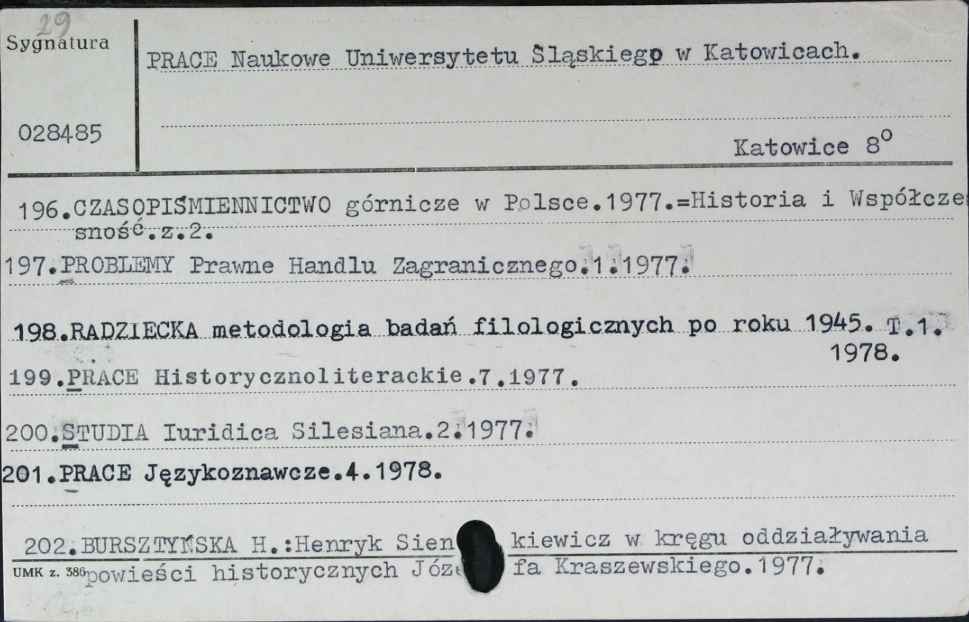 29
Sygnatura
PRACE Naukowe Uniwersytetu Śląskiego w Katowicach.
028485
Katowice 8°
196.CZASOPIŚMIENNICTWO górnicze w Polsce.1977.=Historia i Współcze
sność.z.2.
197.PROBLEMY Prawne Handlu Zagranicznego.1.1977.
198.RADZIECKA metodologia badań filologicznych po roku 1945. T.1.
1978.
199.PRACE Historycznoliterackie.7.1977.
200.STUDIA Iuridica Silesiana.2.1977.
201.PRACE Językoznawcze.4.1978.
202.BURSZTYŃSKA H.:Henryk Sien kiewicz w kręgu oddziaływania
UMK z. 386 powieści historycznych Józe fa Kraszewskiego.1977.